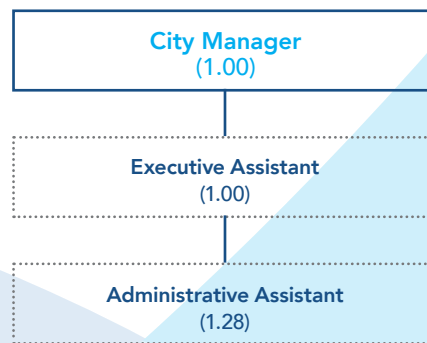 City Manager
(1.00)
Executive Assistant
(1.00)
Administrative Assistant
(1.28)